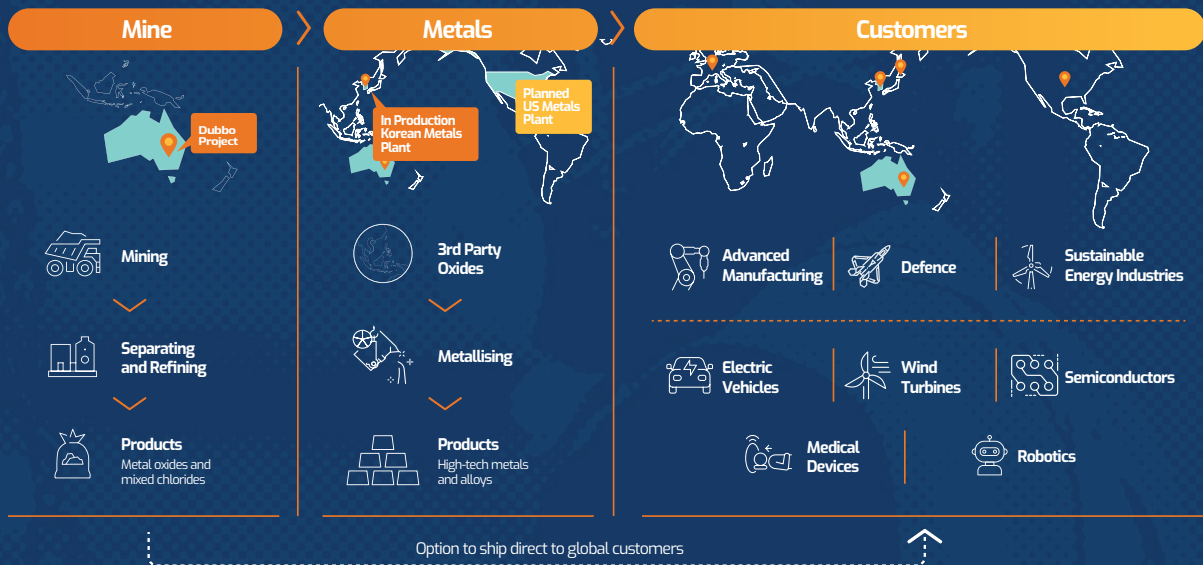 Mine
Metals
Customers
Dubbo
Project
In Production
Korean Metals
Plant
Planned
US Metals
Plant
Mining
Separating
and Refining
Products
Metal oxides and
mixed chlorides
3rd Party
Oxides
Metallising
Products
High-tech metals
and alloys
Advanced
Manufacturing
Defence
Sustainable
Energy Industries
Electric
Vehicles
Wind
Turbines
Semiconductors
Medical
Devices
Robotics
Option to ship direct to global customers